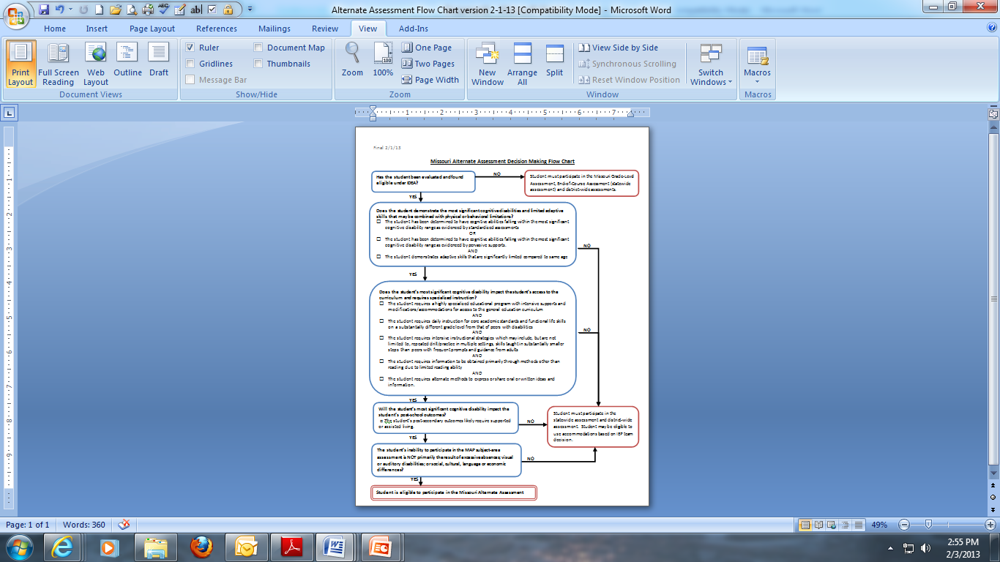 Alternate Assessment Flow Chart version 2-1-13 [Compatibility Mode] - Microsoft Word
Home Insert Page Layout References Mailings Review View Add-Ins
Print Layout
Full Screen Reading
Web Layout
Outline
Draft
Document Views
Ruler
Gridlines
Message Bar
Document Map
Thumbnails
Show/Hide
Zoom
100%
One Page
Two Pages
Page Width
Zoom
New Window
Arrange All
Split
View Side by Side
Synchronous Scrolling
Reset Window Position
Switch Windows
Window
Macros
Macros
Final 2/1/13
Missouri Alternate Assessment Decision Making Flow Chart
Has the student been evaluated and found
eligible under IDEA?
NO
Student must participate in the Missouri Grade-Level
Assessment, End-of-Course Assessment (statewide
assessment) and district-wide assessments.
YES
Does the student demonstrate the most significant cognitive disabilities and limited adaptive
skills that may be combined with physical or behavioral limitations?
The student has been determined to have cognitive abilities falling within the most significant
cognitive disability range as evidenced by standardized assessments
OR
The student has been determined to have cognitive abilities falling within the most significant
cognitive disability range as evidenced by pervasive supports.
AND
The student demonstrates adaptive skills that are significantly limited compared to same age
NO
YES
Does the student's most significant cognitive disability impact the student's access to the
curriculum and requires specialized instruction?
The student requires a highly specialized educational program with intensive supports and
modifications/accommodations for access to the general education curriculum
AND
The student requires daily instruction for core academic standards and functional life skills
on a substantially different grade level from that of peers with disabilities
AND
The student requires intensive instructional strategies which may include, but are not
limited to, repeated drill/practice in multiple settings, skills taught in substantially smaller
steps than peers with frequent prompts and guidance from adults
AND
The student requires information to be obtained primarily through methods other than
reading due to limited reading ability
AND
The student requires alternate methods to express or share oral or written ideas and
information.
NO
YES
Will the student's most significant cognitive disability impact the
student's post-school outcomes?
The student's post-secondary outcomes likely require supported
or assisted living.
NO
Student must participate in the
statewide assessment and district-wide
assessment. Student may be eligible to
use accommodations based on IEP team
decision.
YES
The student's inability to participate in the MAP subject-area
assessment is NOT primarily the result of excessive absences; visual
or auditory disabilities; or social, cultural, language or economic
differences?
NO
YES
Student is eligible to participate in the Missouri Alternate Assessment
Page: 1 of 1 Words: 360
49%
2:55 PM
2/3/2013